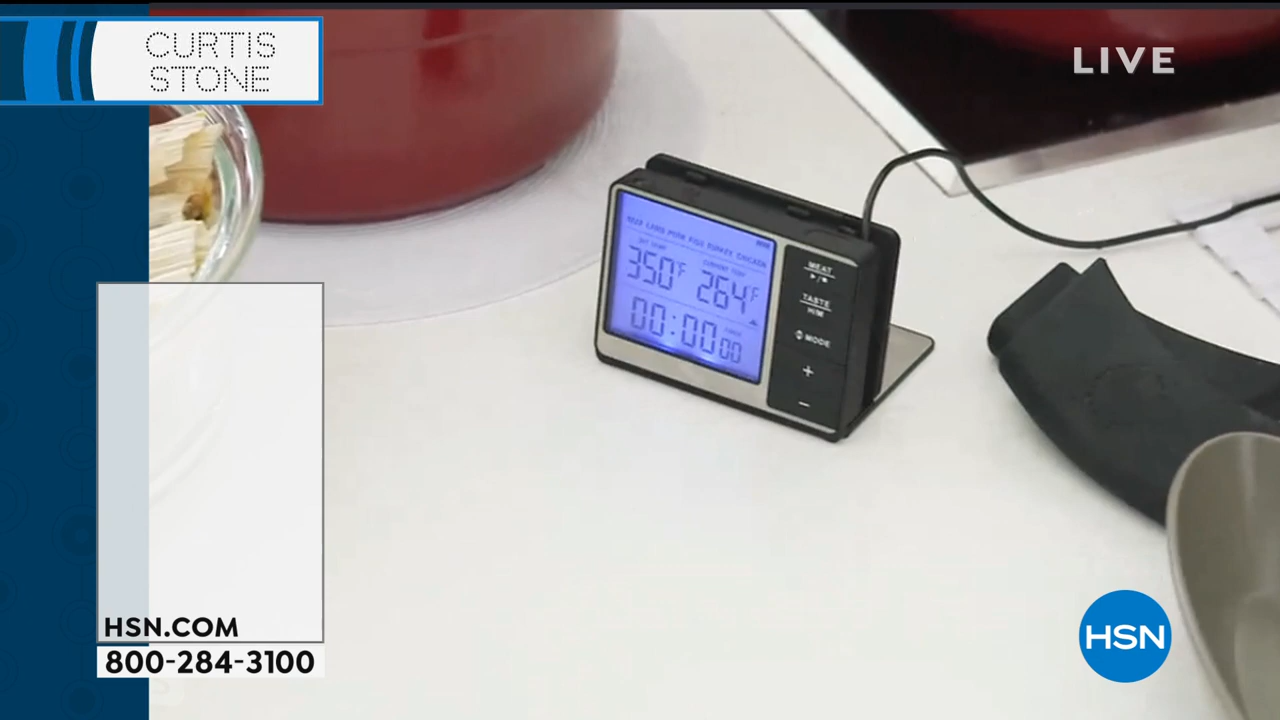 CURTIS
STONE
LIVE
BEEF LAMB PORK VEAL TURKEY CHICKEN
SET TEMP
CURRENT TEMP
350°F 264°F
TIMER
00:00 00
MEAT
TASTE
H/M
MODE
+
−
HSN.COM
800-284-3100
HSN